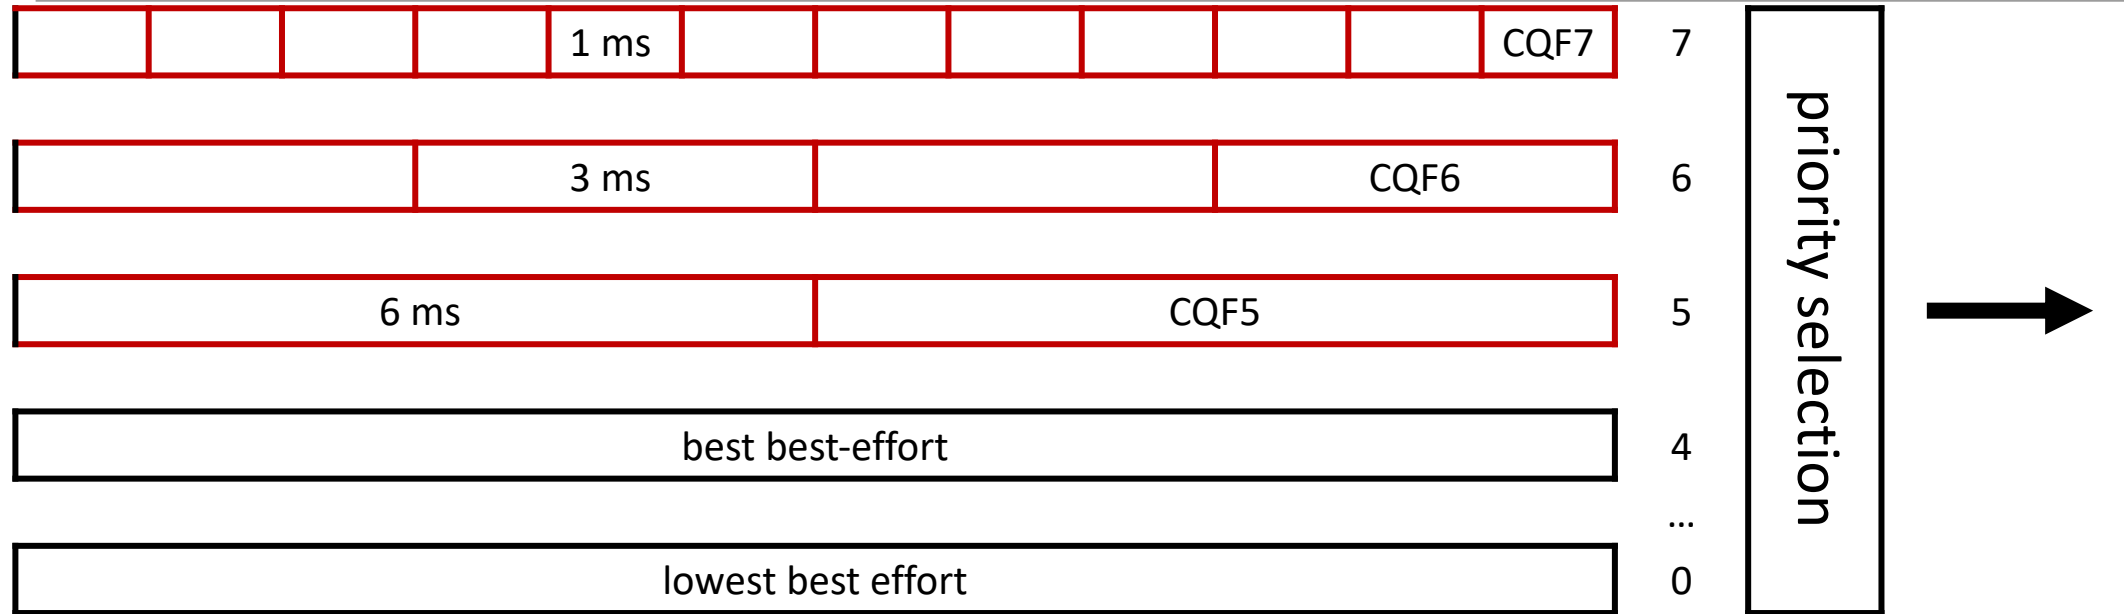 1 ms CQF7 7
3 ms CQF6 6
6 ms CQF5 5
best best-effort 4
...
lowest best effort 0
priority selection